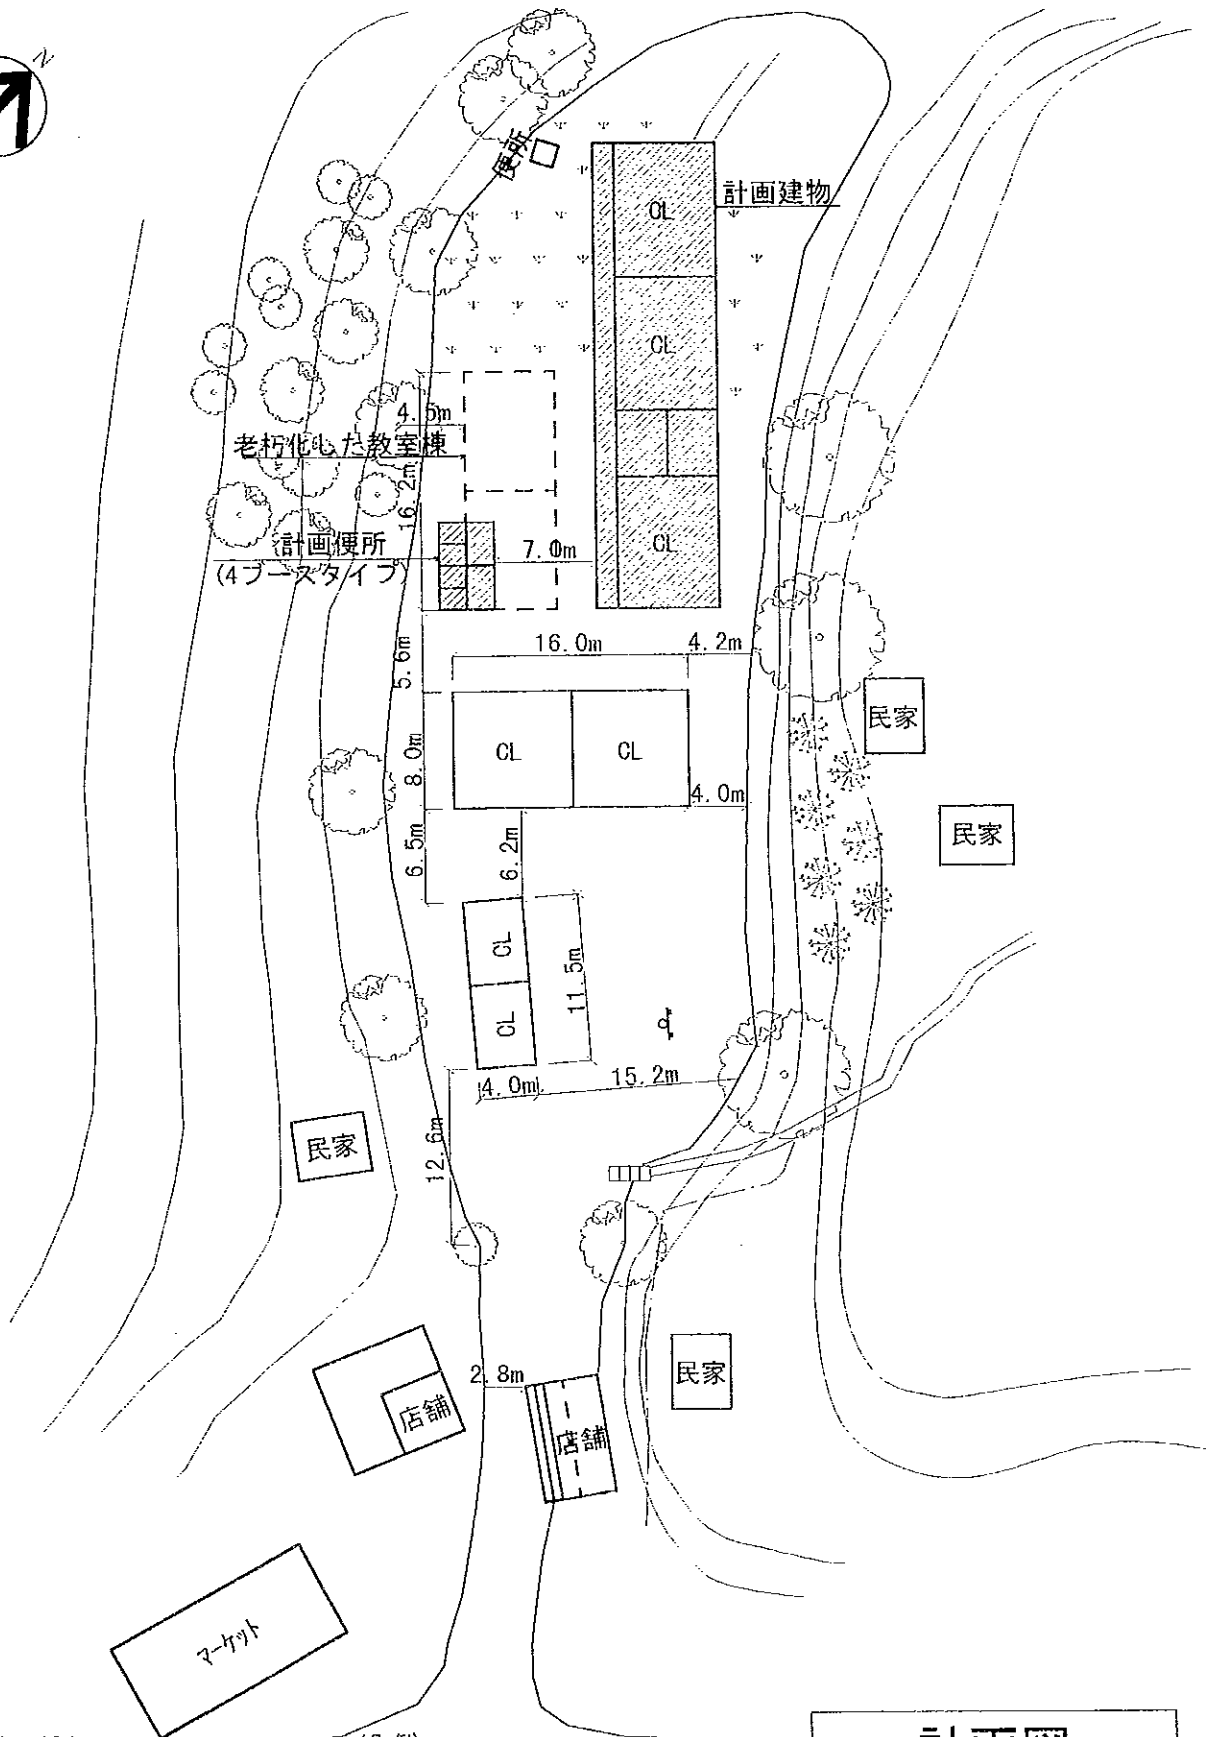 N
便所
計画建物
CL
CL
4.5m
老朽化した教室棟
16.2m
計画便所
(4ブースタイプ)
7.0m
CL
16.0m
4.2m
5.6m
民家
CL
CL
8.0m
4.0m
民家
6.5m
6.2m
CL
11.5m
CL
4.0m
15.2m
民家
12.6m
2.8m
民家
店舗
店舗
マーケット
計画図